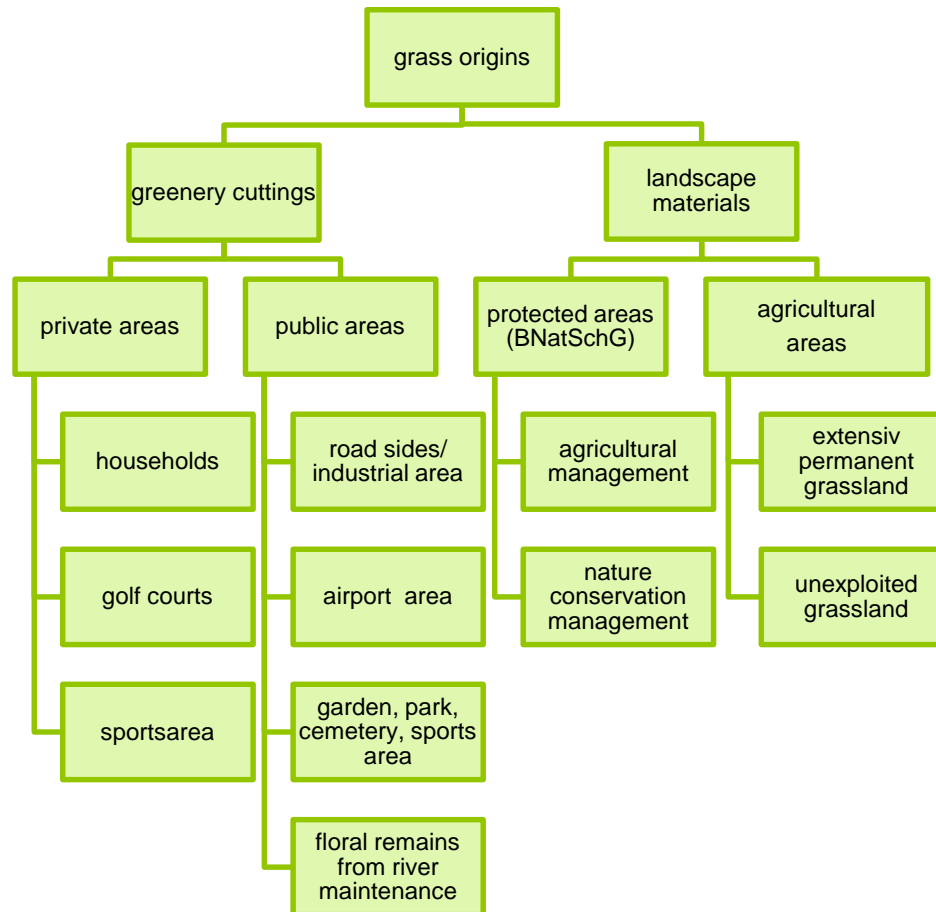 grass origins
greenery cuttings
landscape
materials
private areas
public areas
protected areas
(BNatSchG)
agricultural
areas
households
road sides/
industrial area
agricultural
management
extensiv
permanent
grassland
golf courts
airport area
nature
conservation
management
unexploited
grassland
sportsarea
garden, park,
cemetery, sports
area
floral remains
from river
maintenance